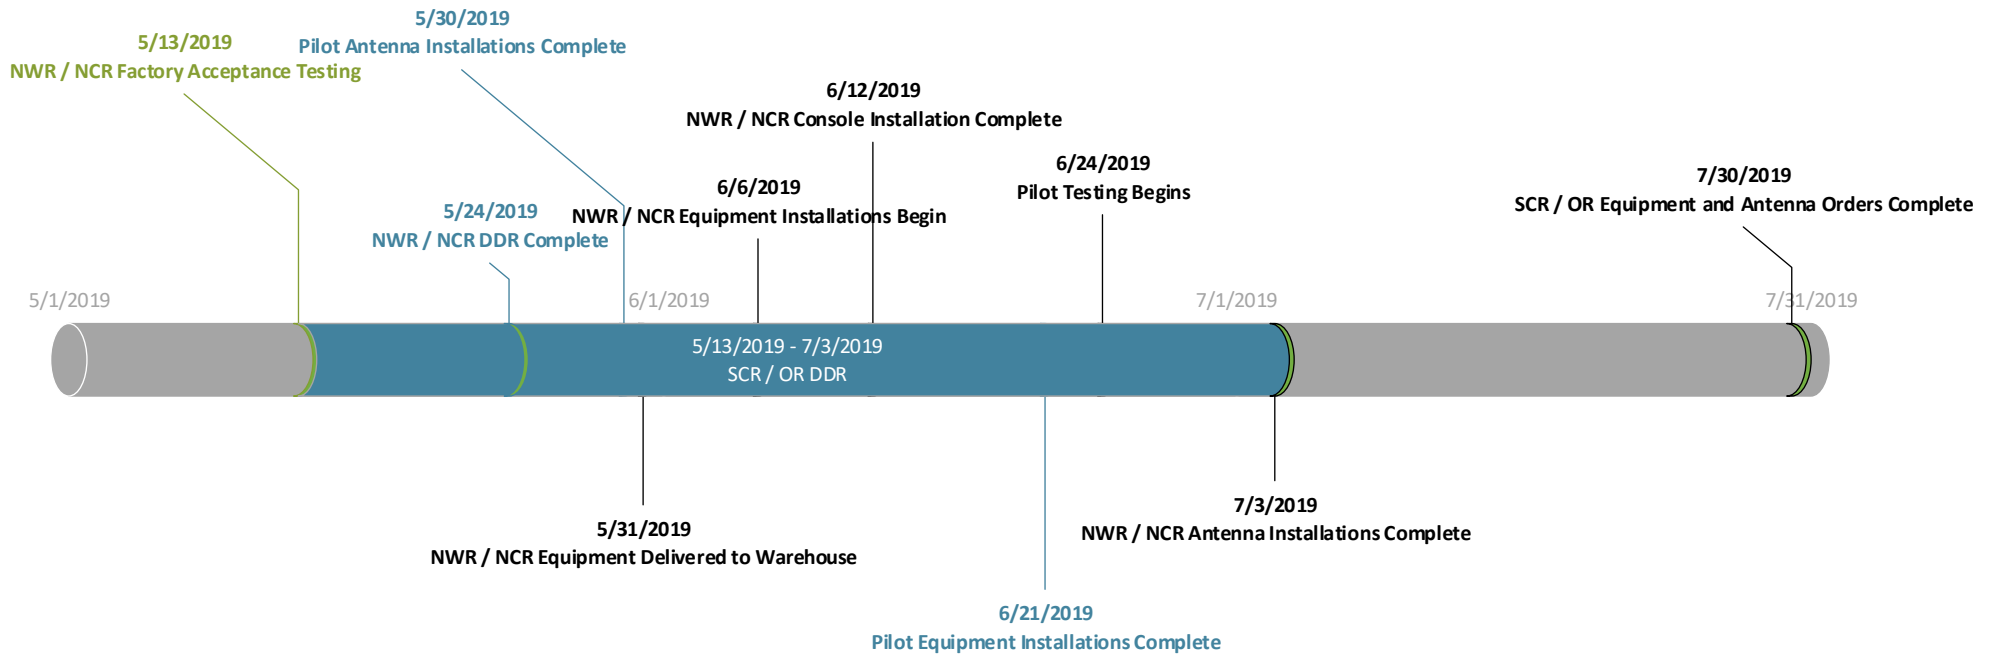 5/30/2019
Pilot Antenna Installations Complete
5/13/2019
NWR / NCR Factory Acceptance Testing
6/12/2019
NWR / NCR Console Installation Complete
6/24/2019
Pilot Testing Begins
7/30/2019
SCR / OR Equipment and Antenna Orders Complete
6/6/2019
NWR / NCR Equipment Installations Begin
5/24/2019
NWR / NCR DDR Complete
5/1/2019
6/1/2019
7/1/2019
7/31/2019
5/13/2019 - 7/3/2019
SCR / OR DDR
7/3/2019
NWR / NCR Antenna Installations Complete
5/31/2019
NWR / NCR Equipment Delivered to Warehouse
6/21/2019
Pilot Equipment Installations Complete